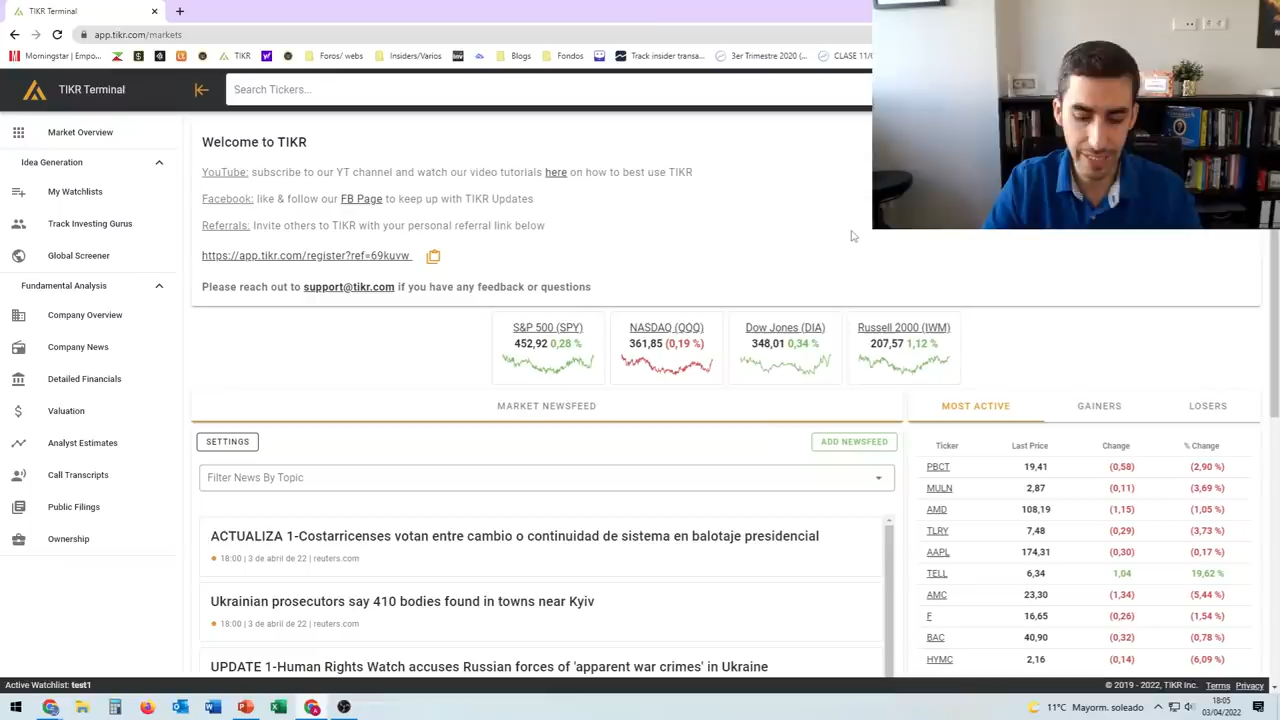 TIKR Terminal
app.tikr.com/markets
Morningstar | Empo...
TIKR
Foros/ webs
Insiders/Varios
Blogs
Fondos
Track insider transa...
3er Trimestre 2020 (...
CLASE 11/0
TIKR Terminal
Search Tickers...
Market Overview
Idea Generation
My Watchlists
Track Investing Gurus
Global Screener
Fundamental Analysis
Company Overview
Company News
Detailed Financials
Valuation
Analyst Estimates
Call Transcripts
Public Filings
Ownership
Welcome to TIKR
YouTube: subscribe to our YT channel and watch our video tutorials here on how to best use TIKR
Facebook: like & follow our FB Page to keep up with TIKR Updates
Referrals: Invite others to TIKR with your personal referral link below
https://app.tikr.com/register?ref=69kuvw
Please reach out to support@tikr.com if you have any feedback or questions
S&P 500 (SPY)
452,92 0,28 %
NASDAQ (QQQ)
361,85 (0,19 %)
Dow Jones (DIA)
348,01 0,34 %
Russell 2000 (IWM)
207,57 1,12 %
MARKET NEWSFEED
SETTINGS
ADD NEWSFEED
Filter News By Topic
ACTUALIZA 1-Costarricenses votan entre cambio o continuidad de sistema en balotaje presidencial
18:00 | 3 de abril de 22 | reuters.com
Ukrainian prosecutors say 410 bodies found in towns near Kyiv
18:00 | 3 de abril de 22 | reuters.com
UPDATE 1-Human Rights Watch accuses Russian forces of 'apparent war crimes' in Ukraine
MOST ACTIVE GAINERS LOSERS
Ticker Last Price Change % Change
PBCT 19,41 (0,58) (2,90 %)
MULN 2,87 (0,11) (3,69 %)
AMD 108,19 (1,15) (1,05 %)
TLRY 7,48 (0,29) (3,73 %)
AAPL 174,31 (0,30) (0,17 %)
TELL 6,34 1,04 19,62 %
AMC 23,30 (1,34) (5,44 %)
F 16,65 (0,26) (1,54 %)
BAC 40,90 (0,32) (0,78 %)
HYMC 2,16 (0,14) (6,09 %)
Active Watchlist: test1
© 2019 - 2022, TIKR Inc. Terms Privacy
11°C Mayorm. soleado
18:05
03/04/2022